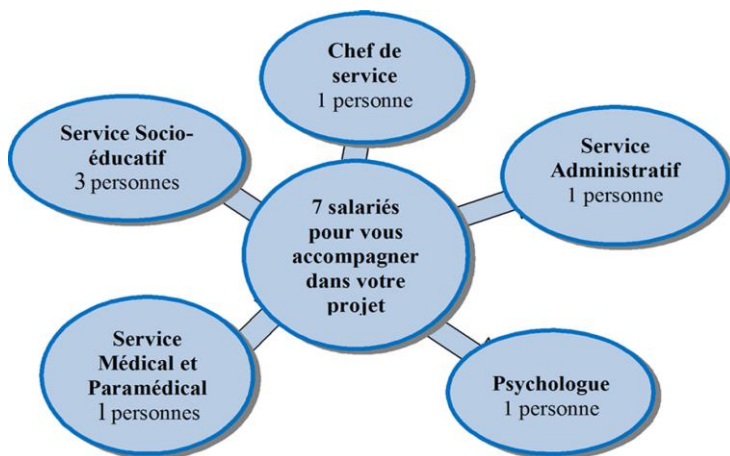 Chef de
service
1 personne
Service Socio-
éducatif
3 personnes
Service
Administratif
1 personne
7 salariés
pour vous
accompagner
dans votre
projet
Service
Médical et
Paramédical
1 personnes
Psychologue
1 personne